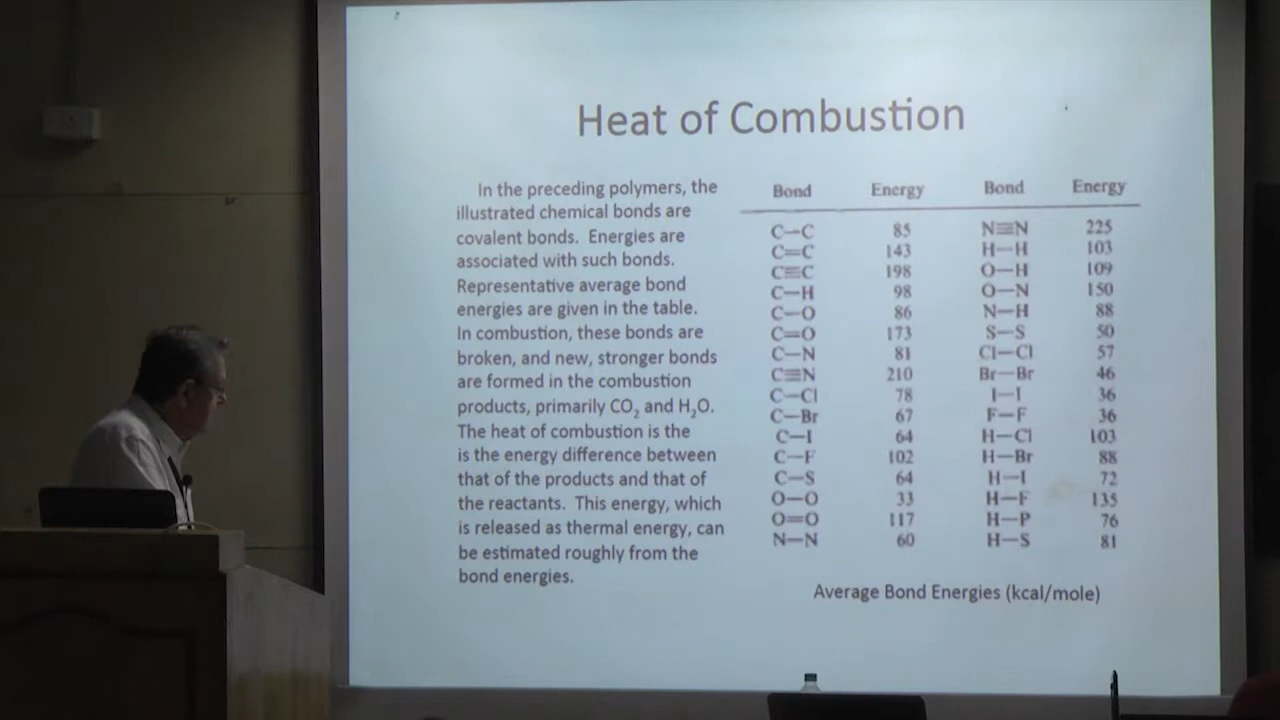 Heat of Combustion
In the preceding polymers, the
illustrated chemical bonds are
covalent bonds. Energies are
associated with such bonds.
Representative average bond
energies are given in the table.
In combustion, these bonds are
broken, and new, stronger bonds
are formed in the combustion
products, primarily CO₂ and H₂O.
The heat of combustion is the
is the energy difference between
that of the products and that of
the reactants. This energy, which
is released as thermal energy, can
be estimated roughly from the
bond energies.
Bond Energy Bond Energy
C—C 85 N≡N 225
C=C 143 H—H 103
C≡C 198 O—H 109
C—H 98 O—N 150
C—O 86 N—H 88
C=O 173 S—S 50
C—N 81 Cl—Cl 57
C≡N 210 Br—Br 46
C—Cl 78 I—I 36
C—Br 67 F—F 36
C—I 64 H—Cl 103
C—F 102 H—Br 88
C—S 64 H—I 72
O—O 33 H—F 135
O=O 117 H—P 76
N—N 60 H—S 81
Average Bond Energies (kcal/mole)